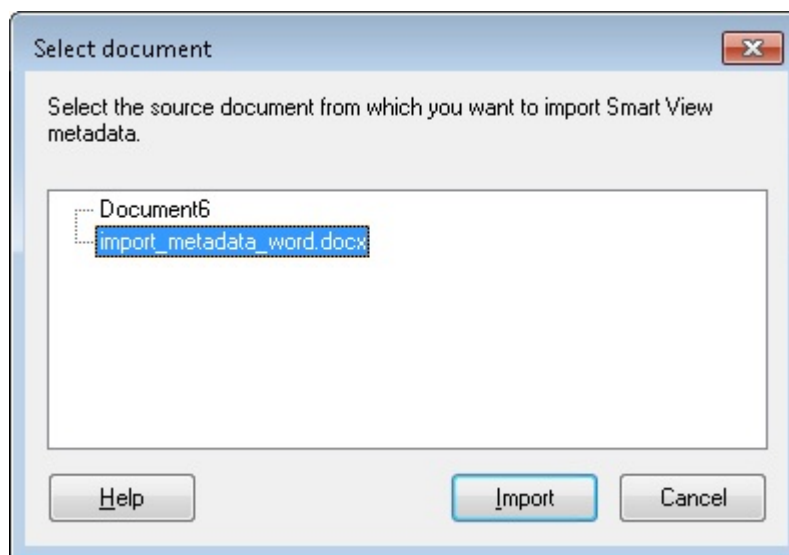 Select document
Select the source document from which you want to import Smart View
metadata.
Document6
import_metadata_word.docx
Help
Import
Cancel